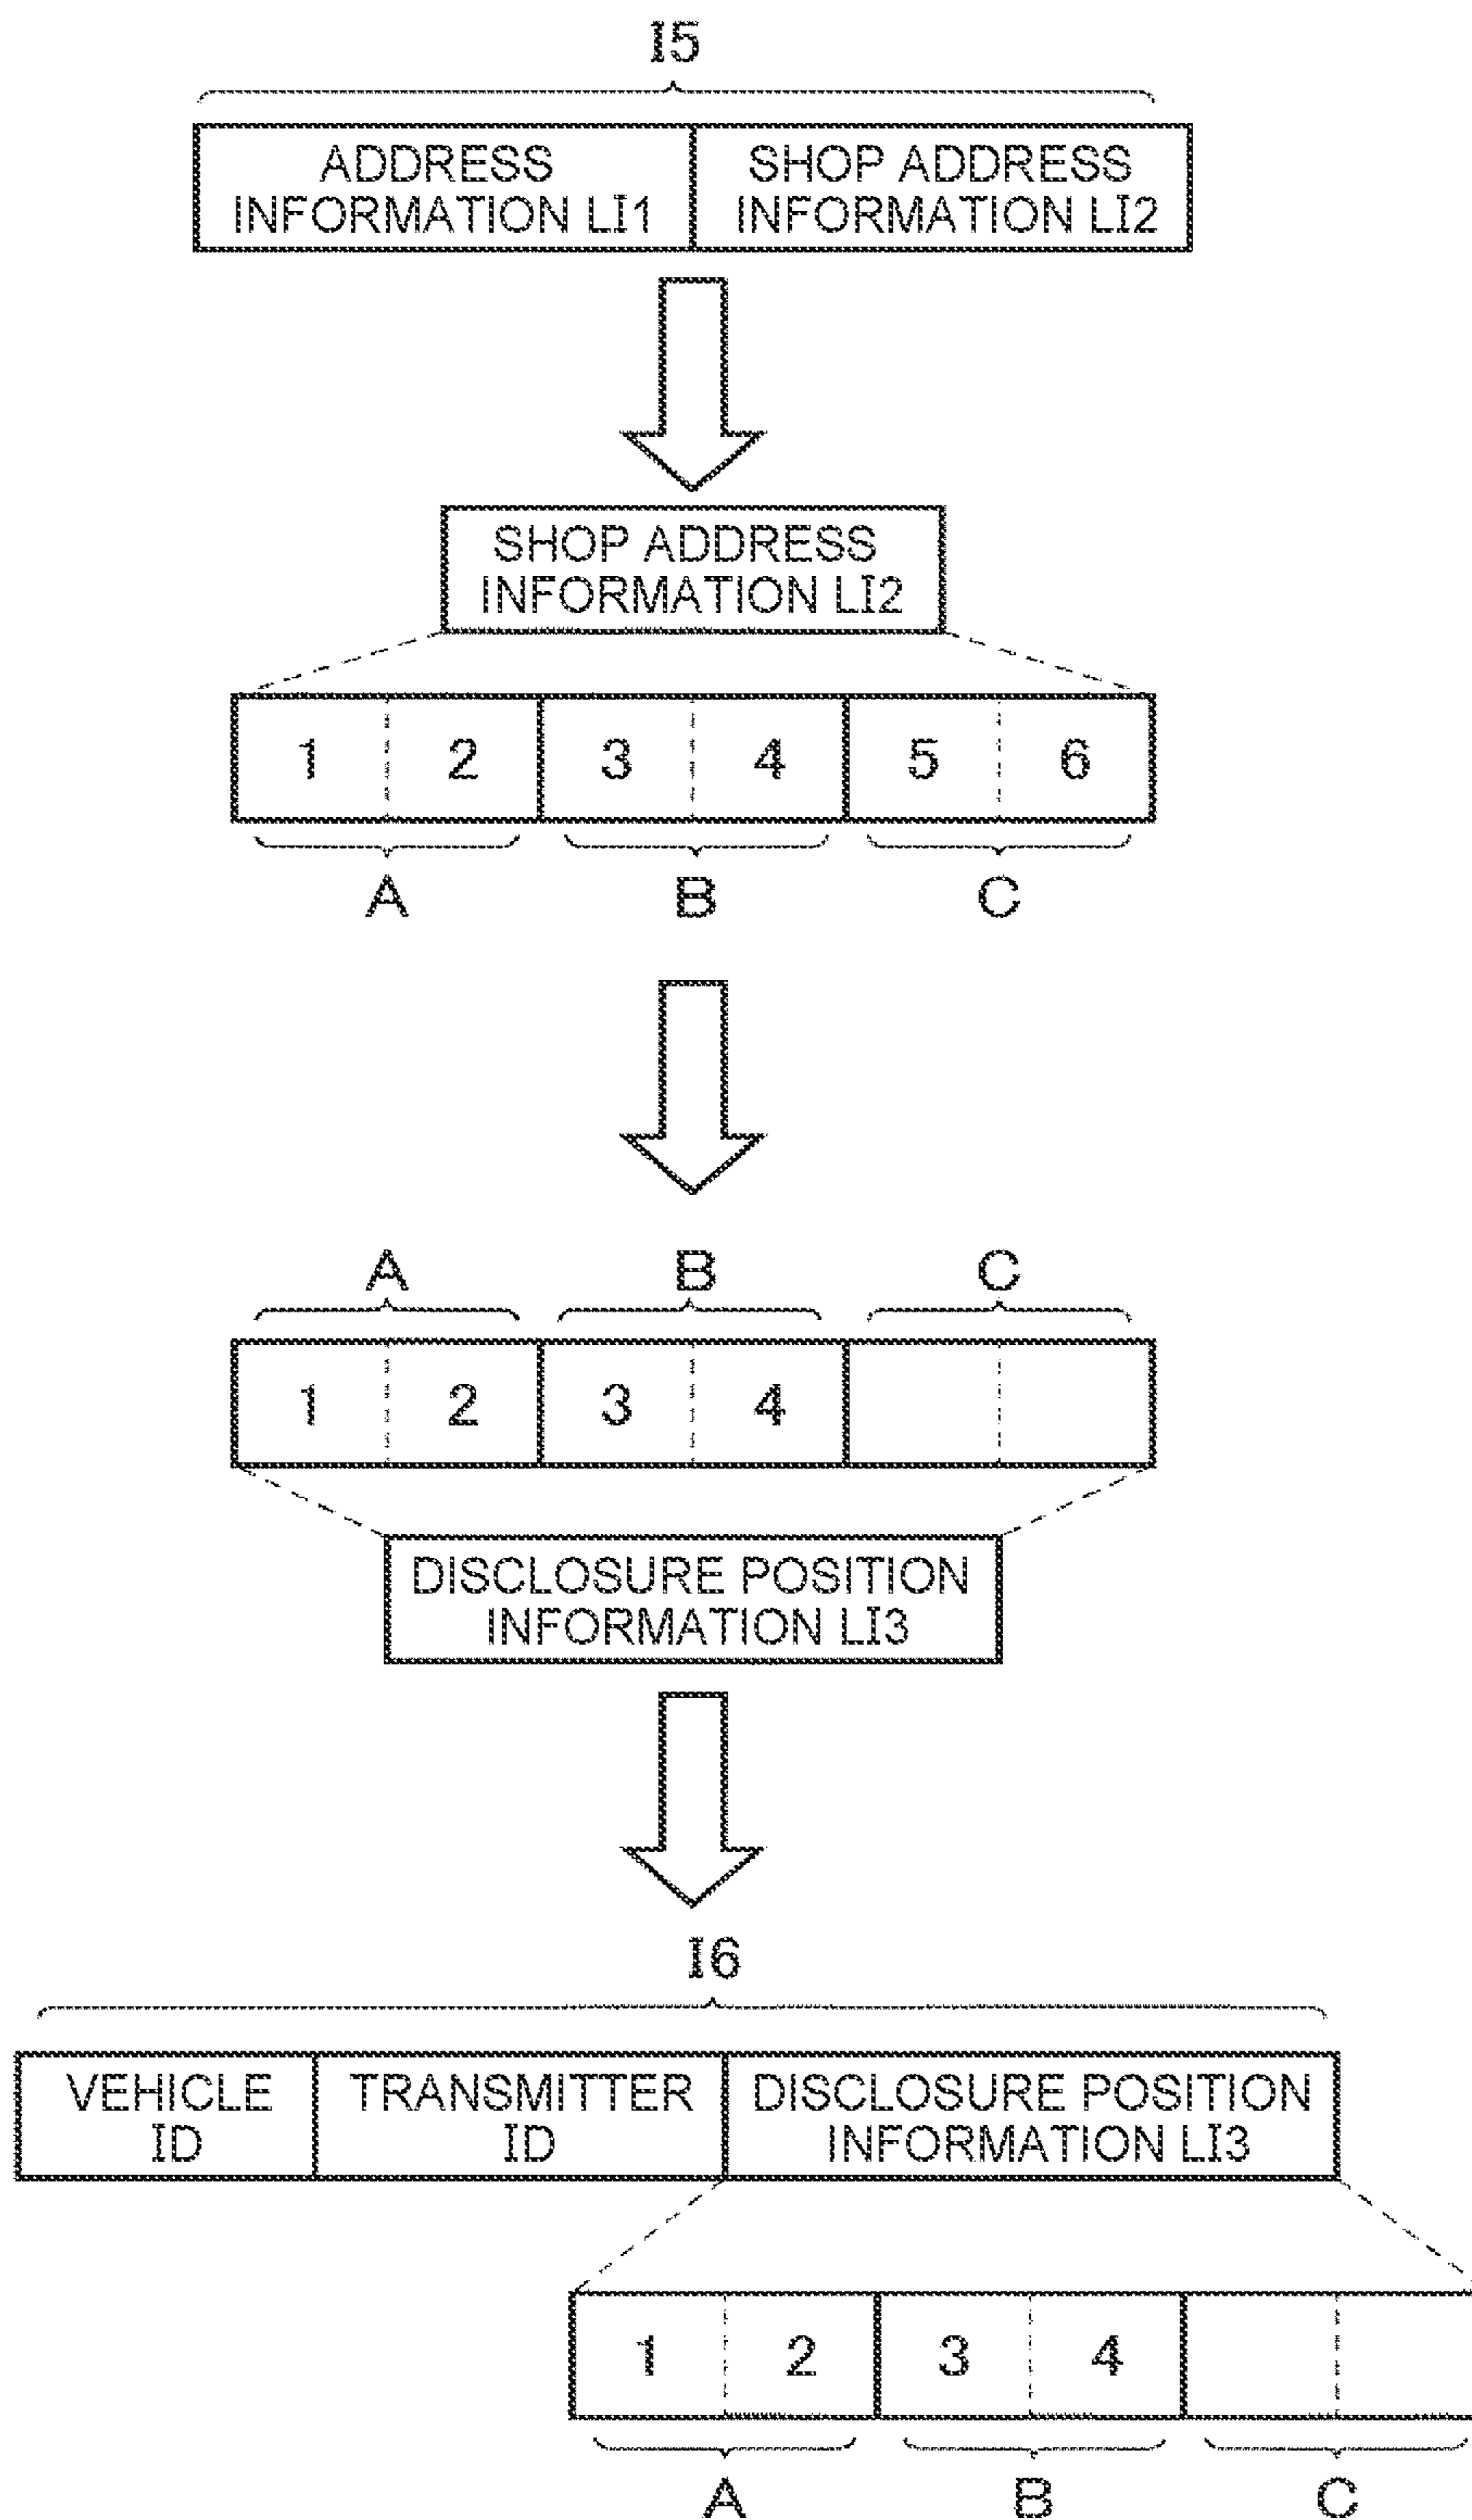 I5
ADDRESS SHOP ADDRESS
INFORMATION LI1 INFORMATION LI2
SHOP ADDRESS
INFORMATION LI2
1 2 3 4 5 6
A B C
A B C
1 2 3 4
DISCLOSURE POSITION
INFORMATION LI3
I6
VEHICLE TRANSMITTER DISCLOSURE POSITION
ID ID INFORMATION LI3
1 2 3 4
A B C